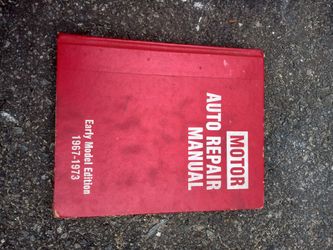 MOTOR
AUTO REPAIR
MANUAL
Early Model Edition
1967-1973